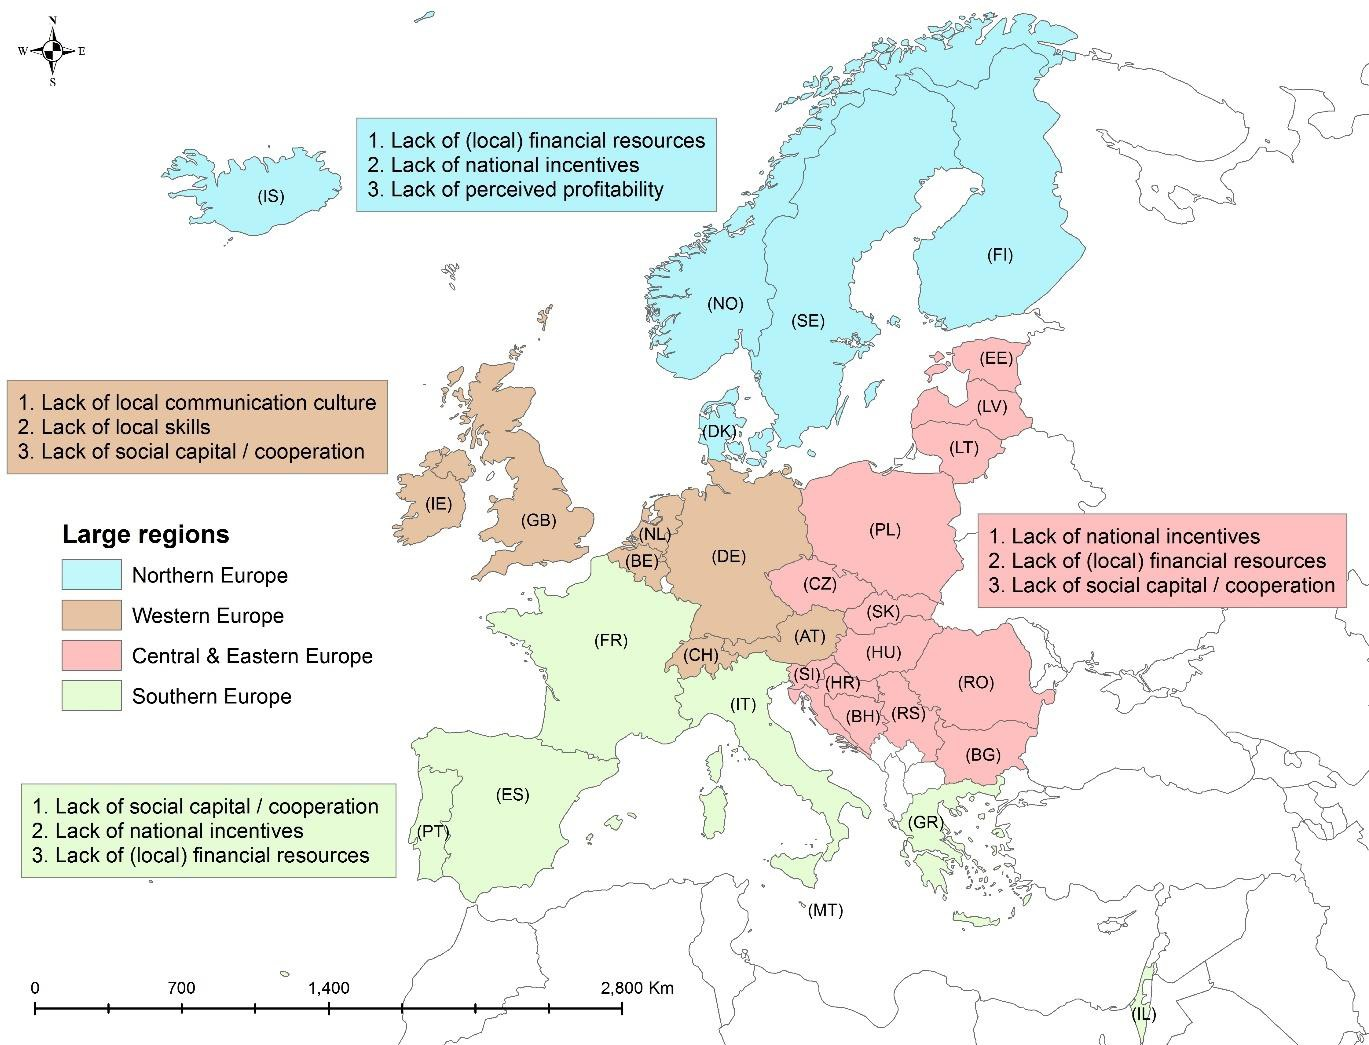 N
W E
S
1. Lack of (local) financial resources
2. Lack of national incentives
3. Lack of perceived profitability
(IS)
(FI)
(NO)
(SE)
(EE)
1. Lack of local communication culture
2. Lack of local skills
3. Lack of social capital / cooperation
(LV)
(DK)
(LT)
(IE)
(GB)
(NL)
(BE)
(DE)
(PL)
1. Lack of national incentives
2. Lack of (local) financial resources
3. Lack of social capital / cooperation
Large regions
Northern Europe
Western Europe
Central & Eastern Europe
Southern Europe
(CZ)
(SK)
(FR)
(AT)
(CH)
(HU)
(SI)
(HR)
(RO)
(IT)
(BH)
(RS)
(BG)
1. Lack of social capital / cooperation
2. Lack of national incentives
3. Lack of (local) financial resources
(ES)
(PT)
(GR)
(MT)
(IL)
0 700 1,400 2,800 Km